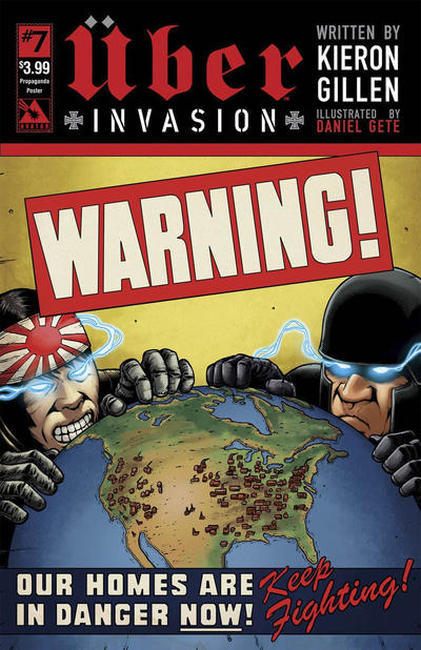 #7
$3.99
Propaganda
Poster
AVATAR
Über
INVASION
WRITTEN BY
KIERON
GILLEN
ILLUSTRATED BY
DANIEL GETE
WARNING!
OUR HOMES ARE
IN DANGER NOW!
Keep
Fighting!